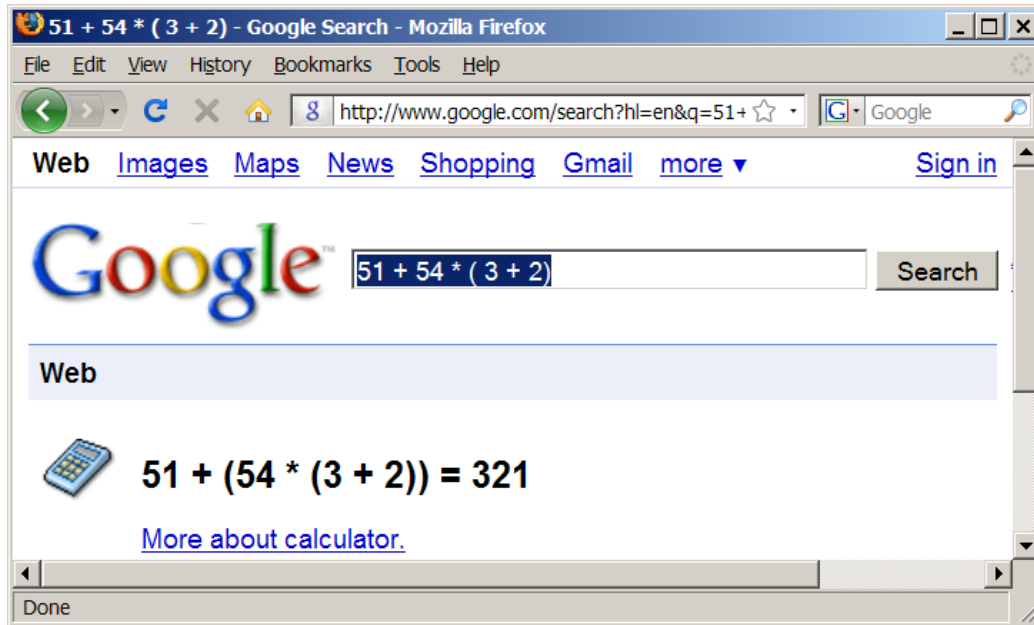 51 + 54 * ( 3 + 2) - Google Search - Mozilla Firefox
File Edit View History Bookmarks Tools Help
8 http://www.google.com/search?hl=en&q=51+ G Google
Web Images Maps News Shopping Gmail more ▼ Sign in
Google™ 51 + 54 * ( 3 + 2) Search
Web
51 + (54 * (3 + 2)) = 321
More about calculator.
Done